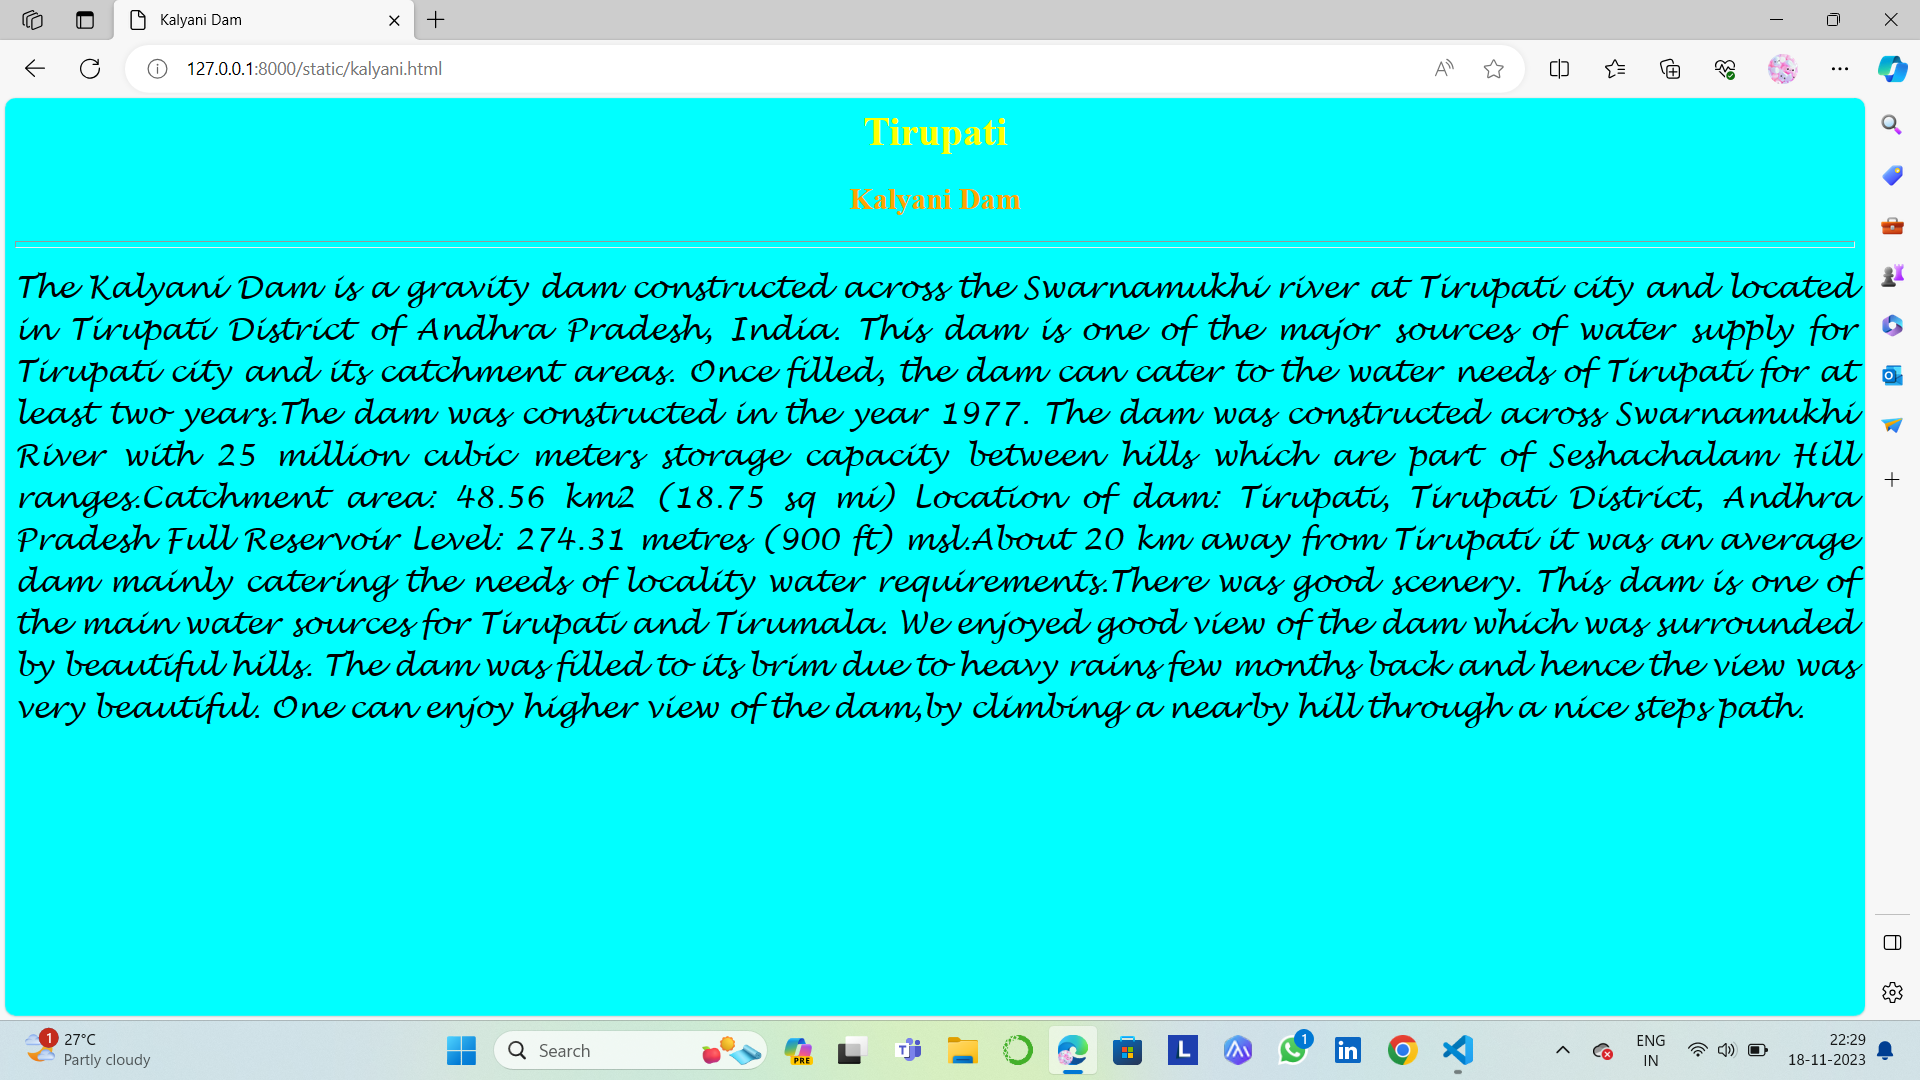 Kalyani Dam
127.0.0.1:8000/static/kalyani.html
Tirupati
Kalyani Dam
The Kalyani Dam is a gravity dam constructed across the Swarnamukhi river at Tirupati city and located
in Tirupati District of Andhra Pradesh, India. This dam is one of the major sources of water supply for
Tirupati city and its catchment areas. Once filled, the dam can cater to the water needs of Tirupati for at
least two years.The dam was constructed in the year 1977. The dam was constructed across Swarnamukhi
River with 25 million cubic meters storage capacity between hills which are part of Seshachalam Hill
ranges.Catchment area: 48.56 km2 (18.75 sq mi) Location of dam: Tirupati, Tirupati District, Andhra
Pradesh Full Reservoir Level: 274.31 metres (900 ft) msl.About 20 km away from Tirupati it was an average
dam mainly catering the needs of locality water requirements.There was good scenery. This dam is one of
the main water sources for Tirupati and Tirumala. We enjoyed good view of the dam which was surrounded
by beautiful hills. The dam was filled to its brim due to heavy rains few months back and hence the view was
very beautiful. One can enjoy higher view of the dam,by climbing a nearby hill through a nice steps path.
1
27°C
Partly cloudy
Search
PRE
L
1
in
ENG
IN
22:29
18-11-2023